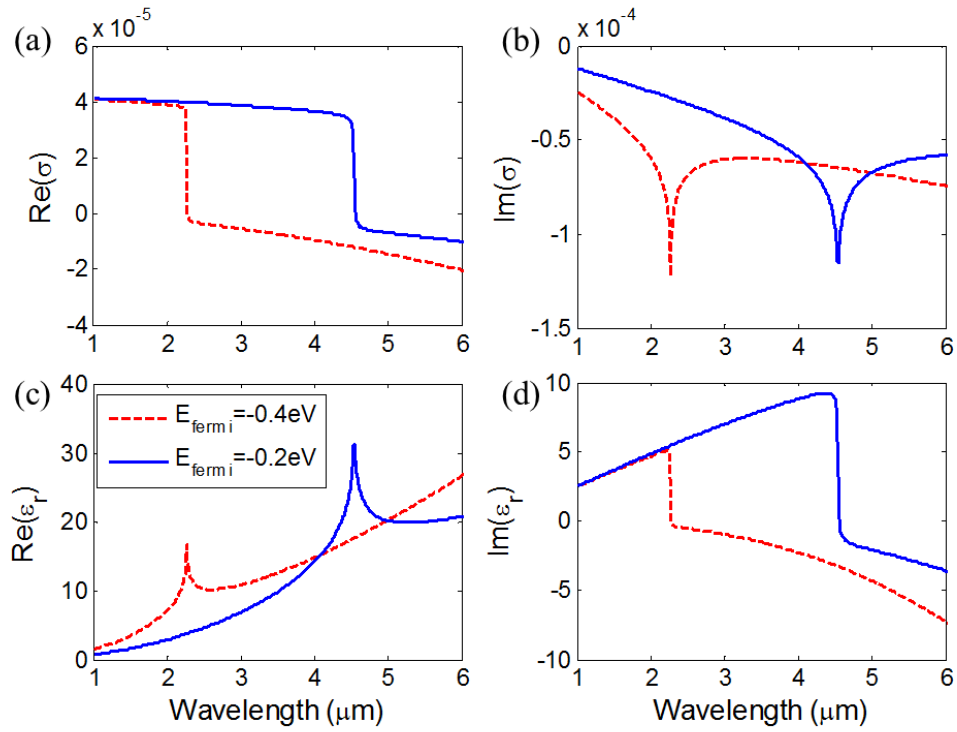 (a)
x 10⁻⁵
6
4
2
0
-2
-4
Re(σ)
1 2 3 4 5 6
(b)
x 10⁻⁴
0
-0.5
-1
-1.5
Im(σ)
1 2 3 4 5 6
(c)
40
30
20
10
0
Re(εr)
E fermi=-0.4eV
E fermi=-0.2eV
1 2 3 4 5 6
Wavelength (μm)
(d)
10
5
0
-5
-10
Im(εr)
1 2 3 4 5 6
Wavelength (μm)